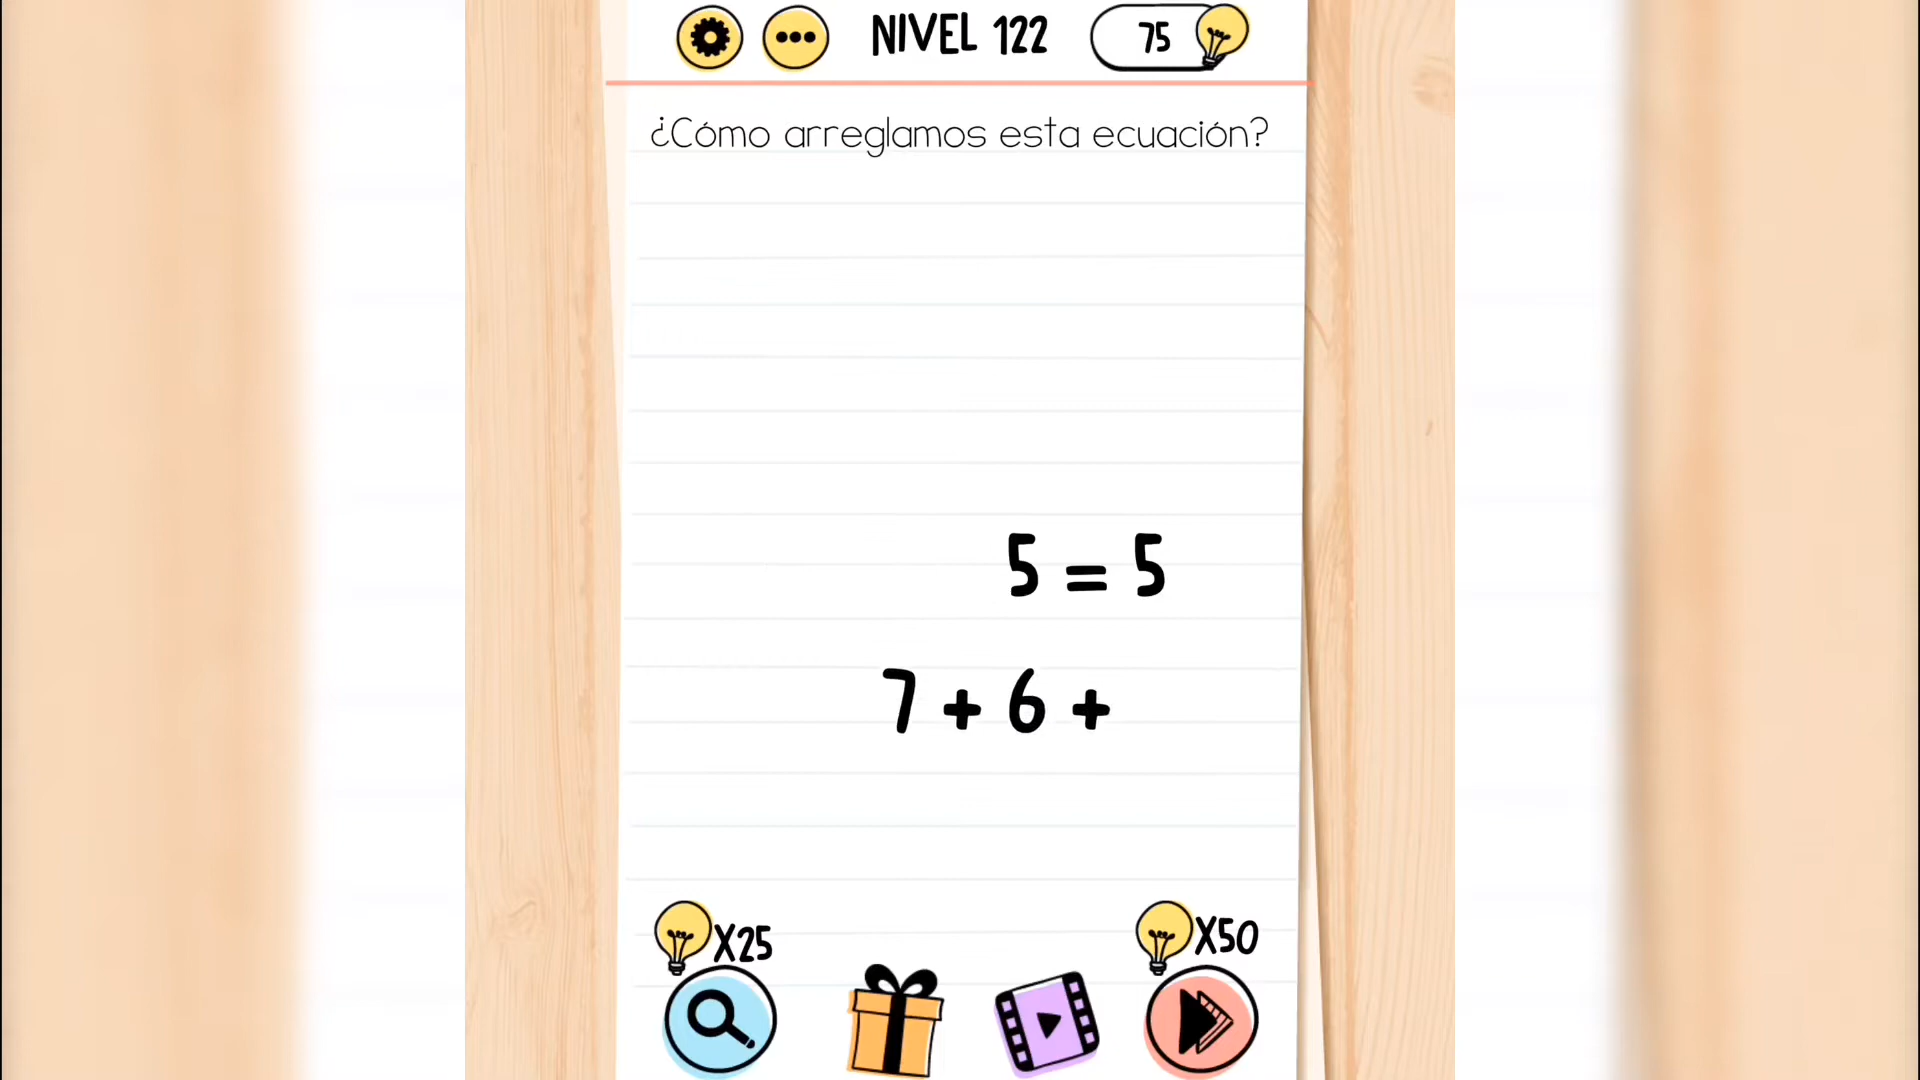 NIVEL 122
75
¿Cómo arreglamos esta ecuación?
5 = 5
7 + 6 +
X25
X50